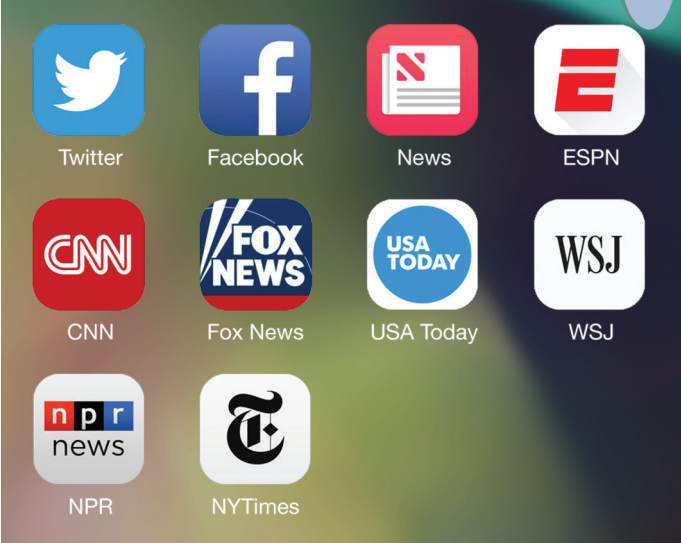 Twitter
Facebook
News
ESPN
CNN
CNN
FOX
NEWS
Fox News
USA
TODAY
USA Today
WSJ
WSJ
npr
news
NPR
NYTimes